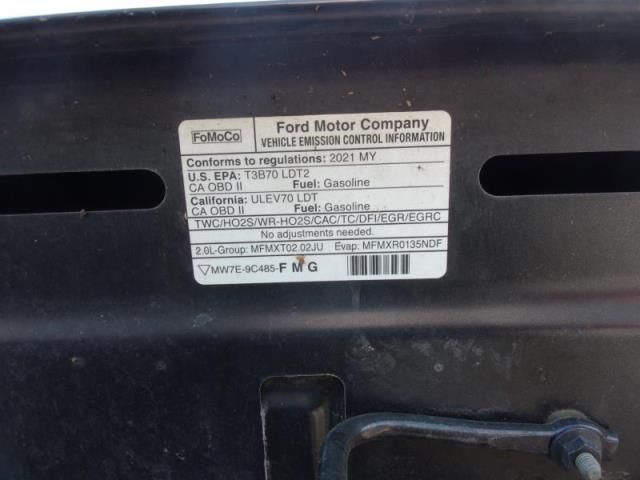 FoMoCo
Ford Motor Company
VEHICLE EMISSION CONTROL INFORMATION
Conforms to regulations: 2021 MY
U.S. EPA: T3B70 LDT2
CA OBD II Fuel: Gasoline
California: ULEV70 LDT
CA OBD II Fuel: Gasoline
TWC/HO2S/WR-HO2S/CAC/TC/DFI/EGR/EGRC
No adjustments needed.
2.0L-Group: MFMXT02.02JU Evap: MFMXR0135NDF
MW7E-9C485-F M G